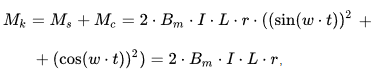 M_k = M_s + M_c = 2 · B_m · I · L · r · ((sin(w · t))² +
+ (cos(w · t))²) = 2 · B_m · I · L · r,